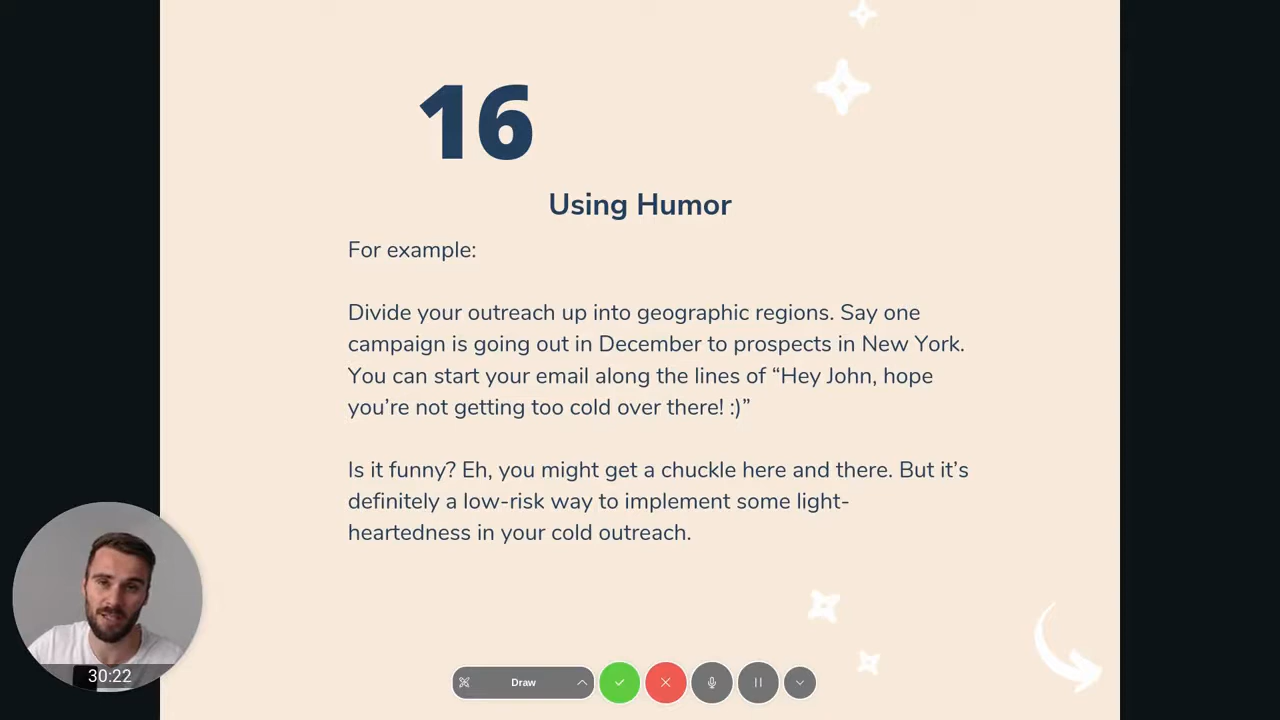 16
Using Humor
For example:
Divide your outreach up into geographic regions. Say one
campaign is going out in December to prospects in New York.
You can start your email along the lines of “Hey John, hope
you’re not getting too cold over there! :)”
Is it funny? Eh, you might get a chuckle here and there. But it’s
definitely a low-risk way to implement some light-
heartedness in your cold outreach.
30:22
Draw